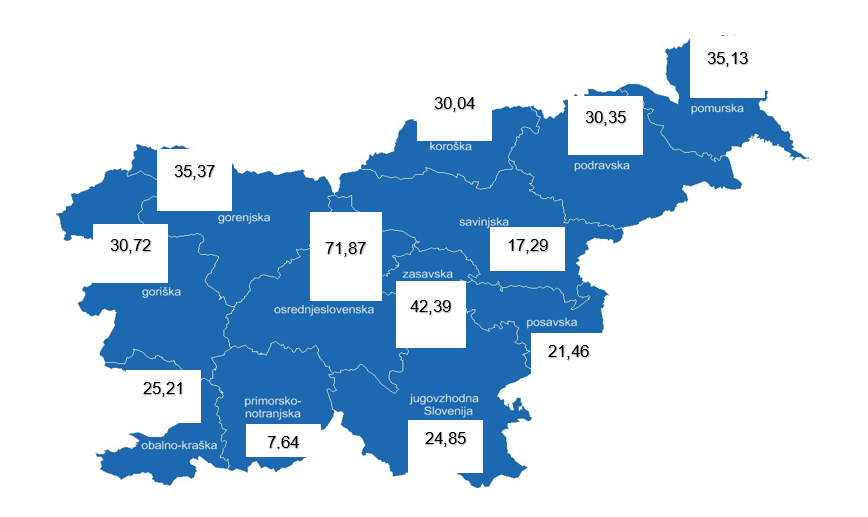 35,13
pomurska
30,04
koroška
30,35
podravska
35,37
gorenjska
savinjska
17,29
30,72
goriška
71,87
osrednjeslovenska
zasavska
42,39
posavska
21,46
25,21
obalno-kraška
primorsko-
notranjska
7.64
jugovzhodna
Slovenija
24,85